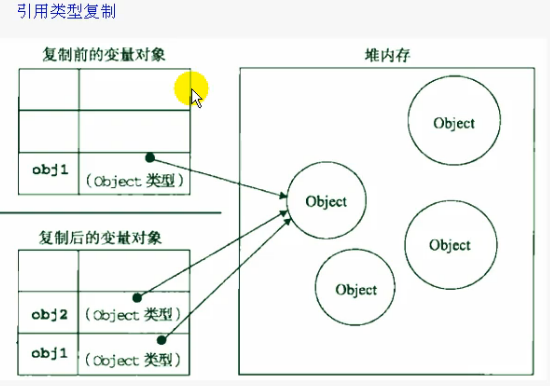 引用类型复制
复制前的变量对象
堆内存
obj1
(Object 类型)
复制后的变量对象
obj2
(Object 类型)
obj1
(Object 类型)
Object
Object
Object
Object